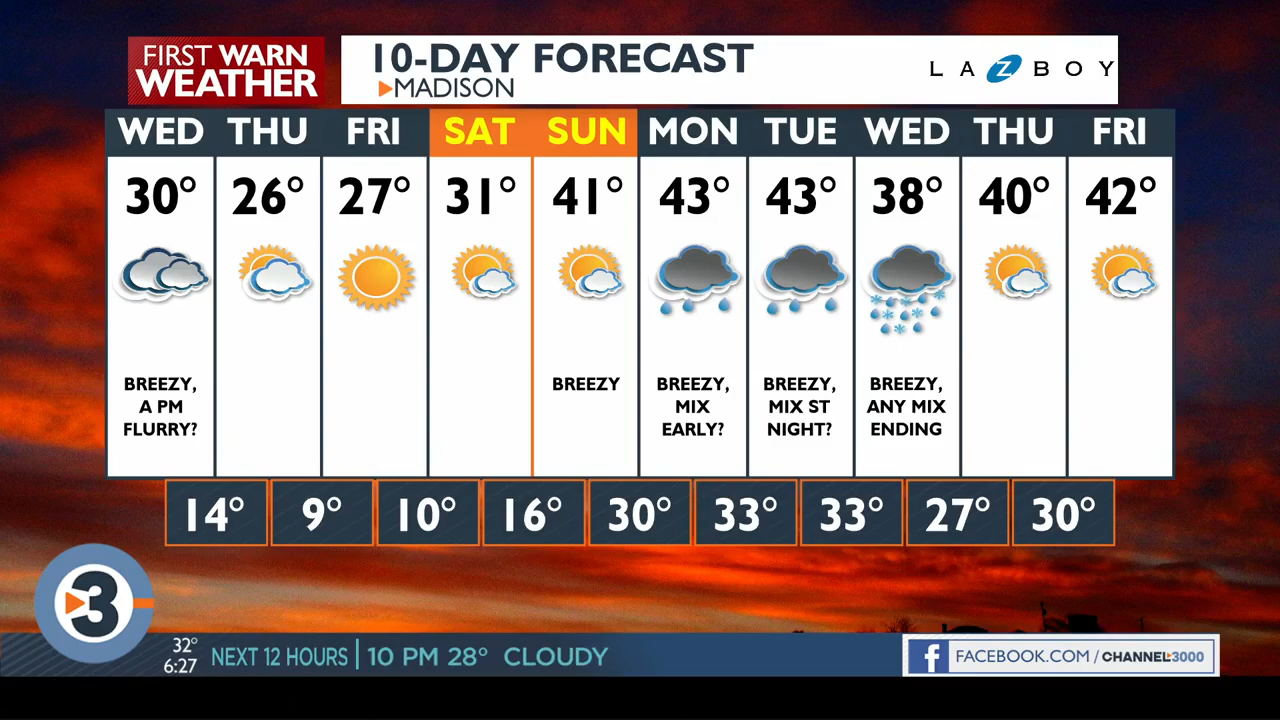 FIRST WARN
WEATHER
10-DAY FORECAST
MADISON
LA Z BOY
WED THU FRI SAT SUN MON TUE WED THU FRI
30° 26° 27° 31° 41° 43° 43° 38° 40° 42°
BREEZY,
A PM
FLURRY?
BREEZY
BREEZY,
MIX
EARLY?
BREEZY,
MIX ST
NIGHT?
BREEZY,
ANY MIX
ENDING
14° 9° 10° 16° 30° 33° 33° 27° 30°
3
32°
6:27
NEXT 12 HOURS
10 PM 28° CLOUDY
f
FACEBOOK.COM / CHANNEL3000